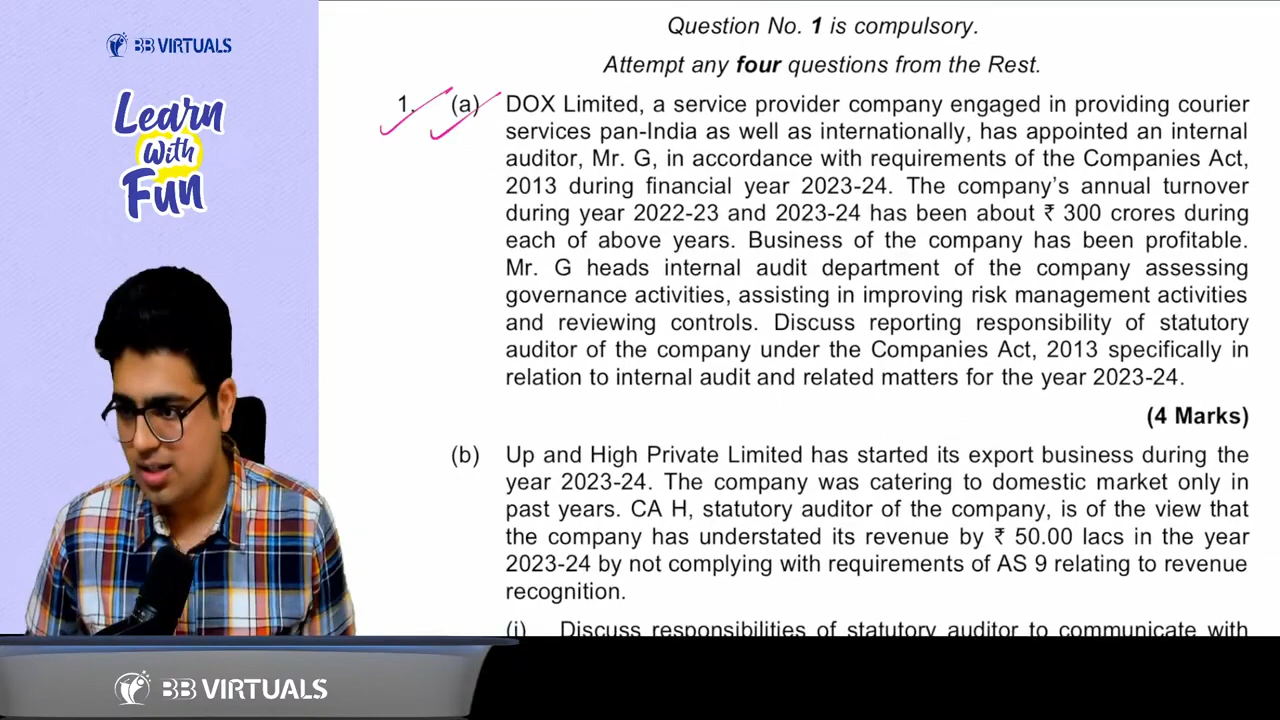 BB VIRTUALS
Learn
With
Fun
Question No. 1 is compulsory.
Attempt any four questions from the Rest.
1. (a) DOX Limited, a service provider company engaged in providing courier
services pan-India as well as internationally, has appointed an internal
auditor, Mr. G, in accordance with requirements of the Companies Act,
2013 during financial year 2023-24. The company's annual turnover
during year 2022-23 and 2023-24 has been about ₹ 300 crores during
each of above years. Business of the company has been profitable.
Mr. G heads internal audit department of the company assessing
governance activities, assisting in improving risk management activities
and reviewing controls. Discuss reporting responsibility of statutory
auditor of the company under the Companies Act, 2013 specifically in
relation to internal audit and related matters for the year 2023-24.
(4 Marks)
(b) Up and High Private Limited has started its export business during the
year 2023-24. The company was catering to domestic market only in
past years. CA H, statutory auditor of the company, is of the view that
the company has understated its revenue by ₹ 50.00 lacs in the year
2023-24 by not complying with requirements of AS 9 relating to revenue
recognition.
(i) Discuss responsibilities of statutory auditor to communicate with
BB VIRTUALS